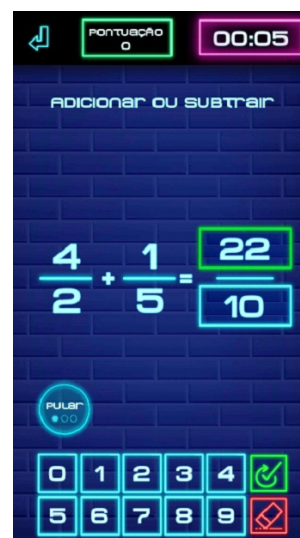 PONTUAÇÃO
0
00:05
ADICIONAR OU SUBTRAIR
4 1 22
+ =
2 5 10
PULAR
0 1 2 3 4
5 6 7 8 9